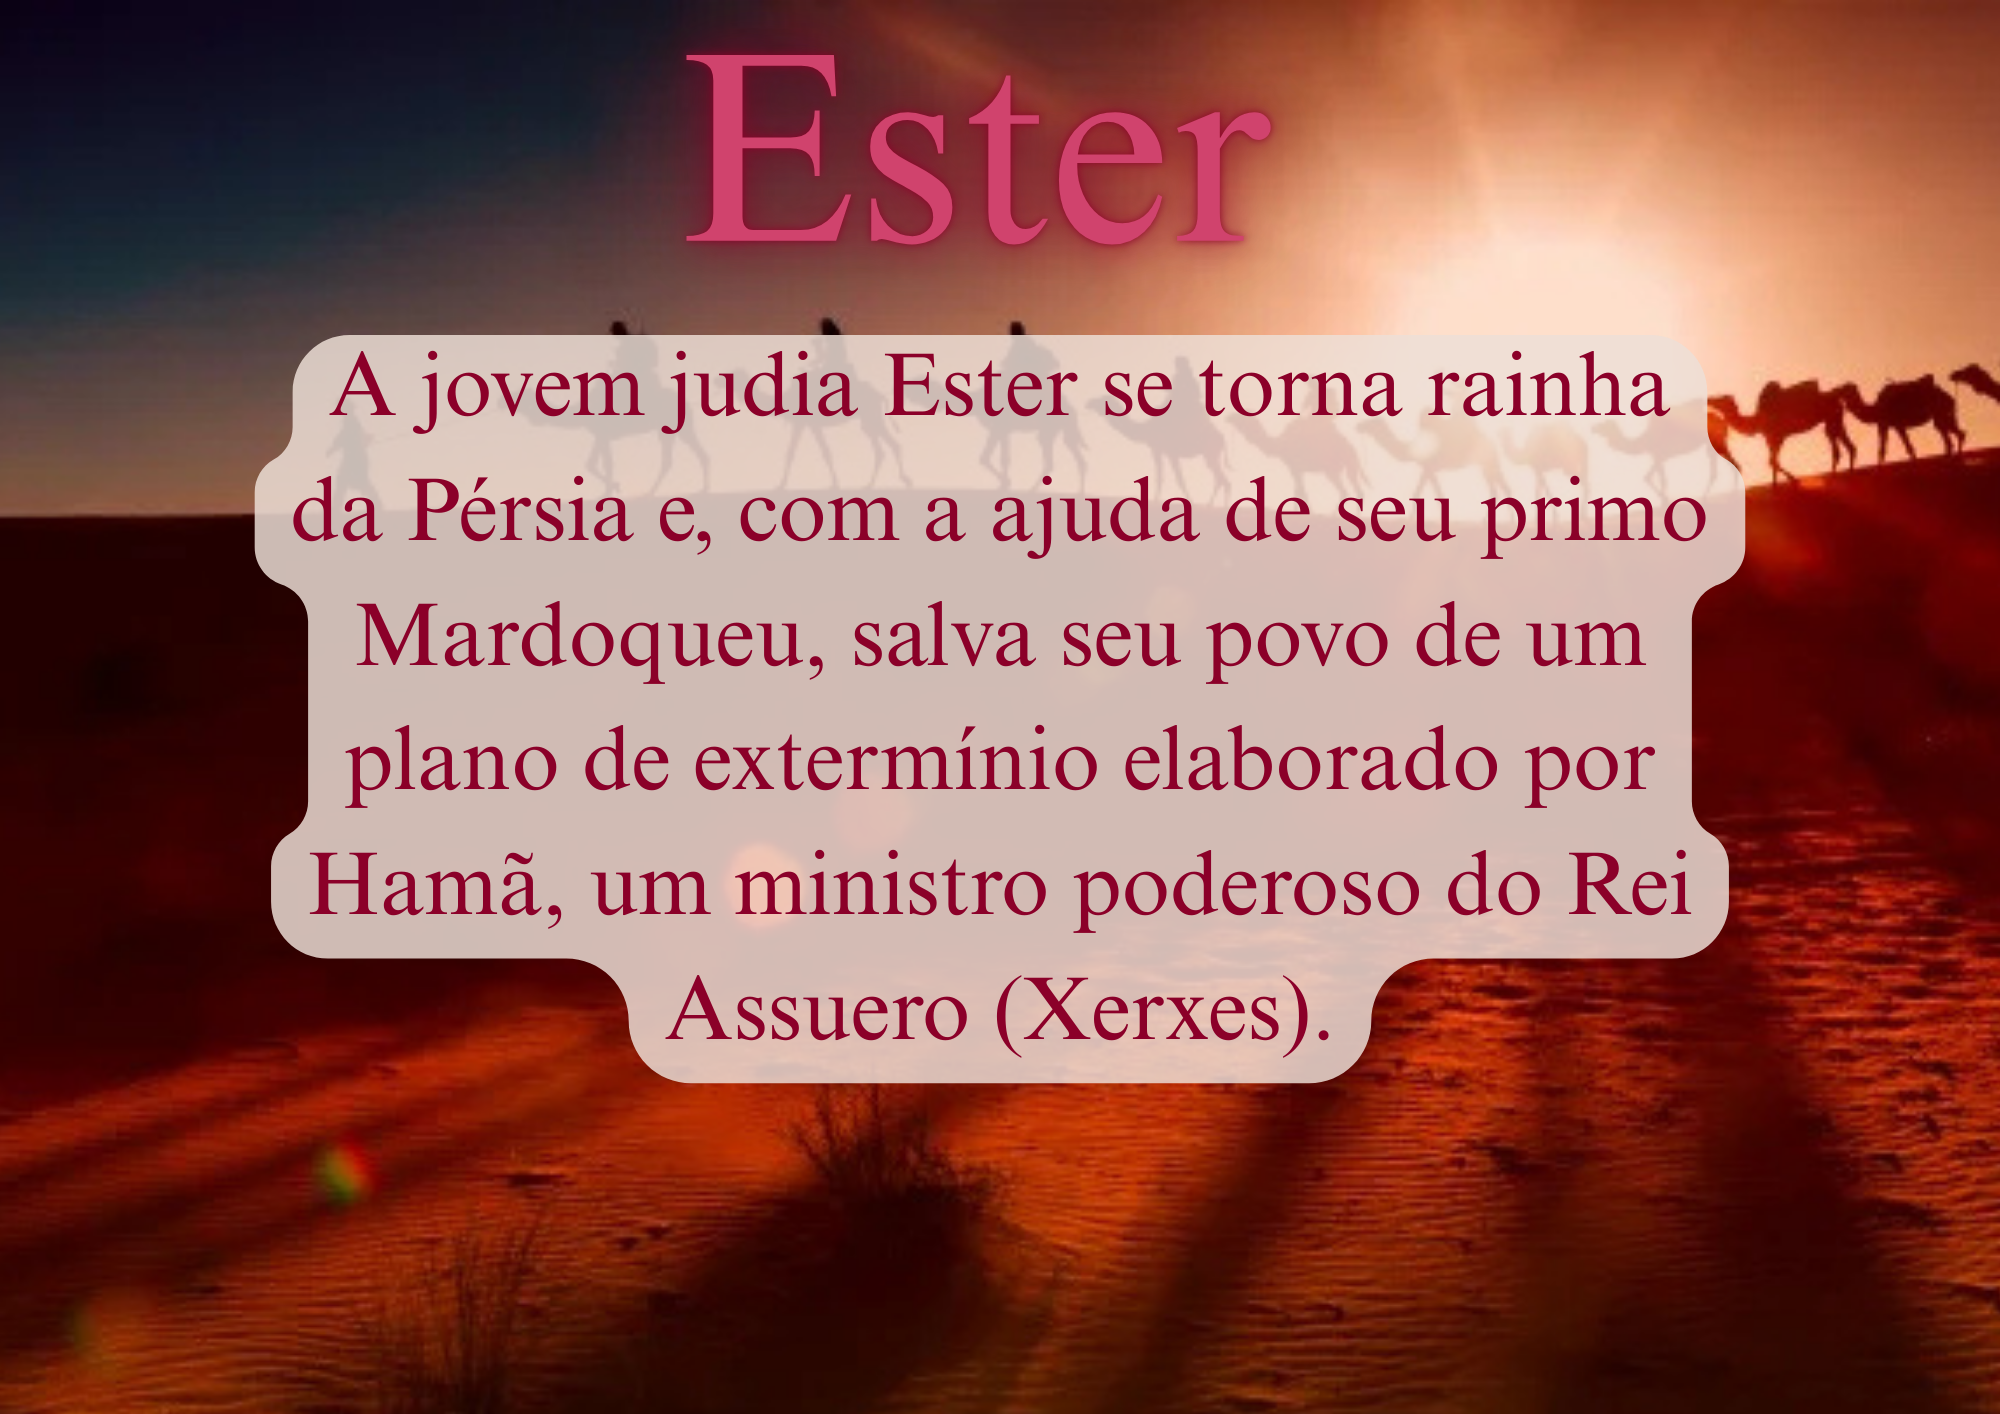 Ester
A jovem judia Ester se torna rainha
da Pérsia e, com a ajuda de seu primo
Mardoqueu, salva seu povo de um
plano de extermínio elaborado por
Hamã, um ministro poderoso do Rei
Assuero (Xerxes).